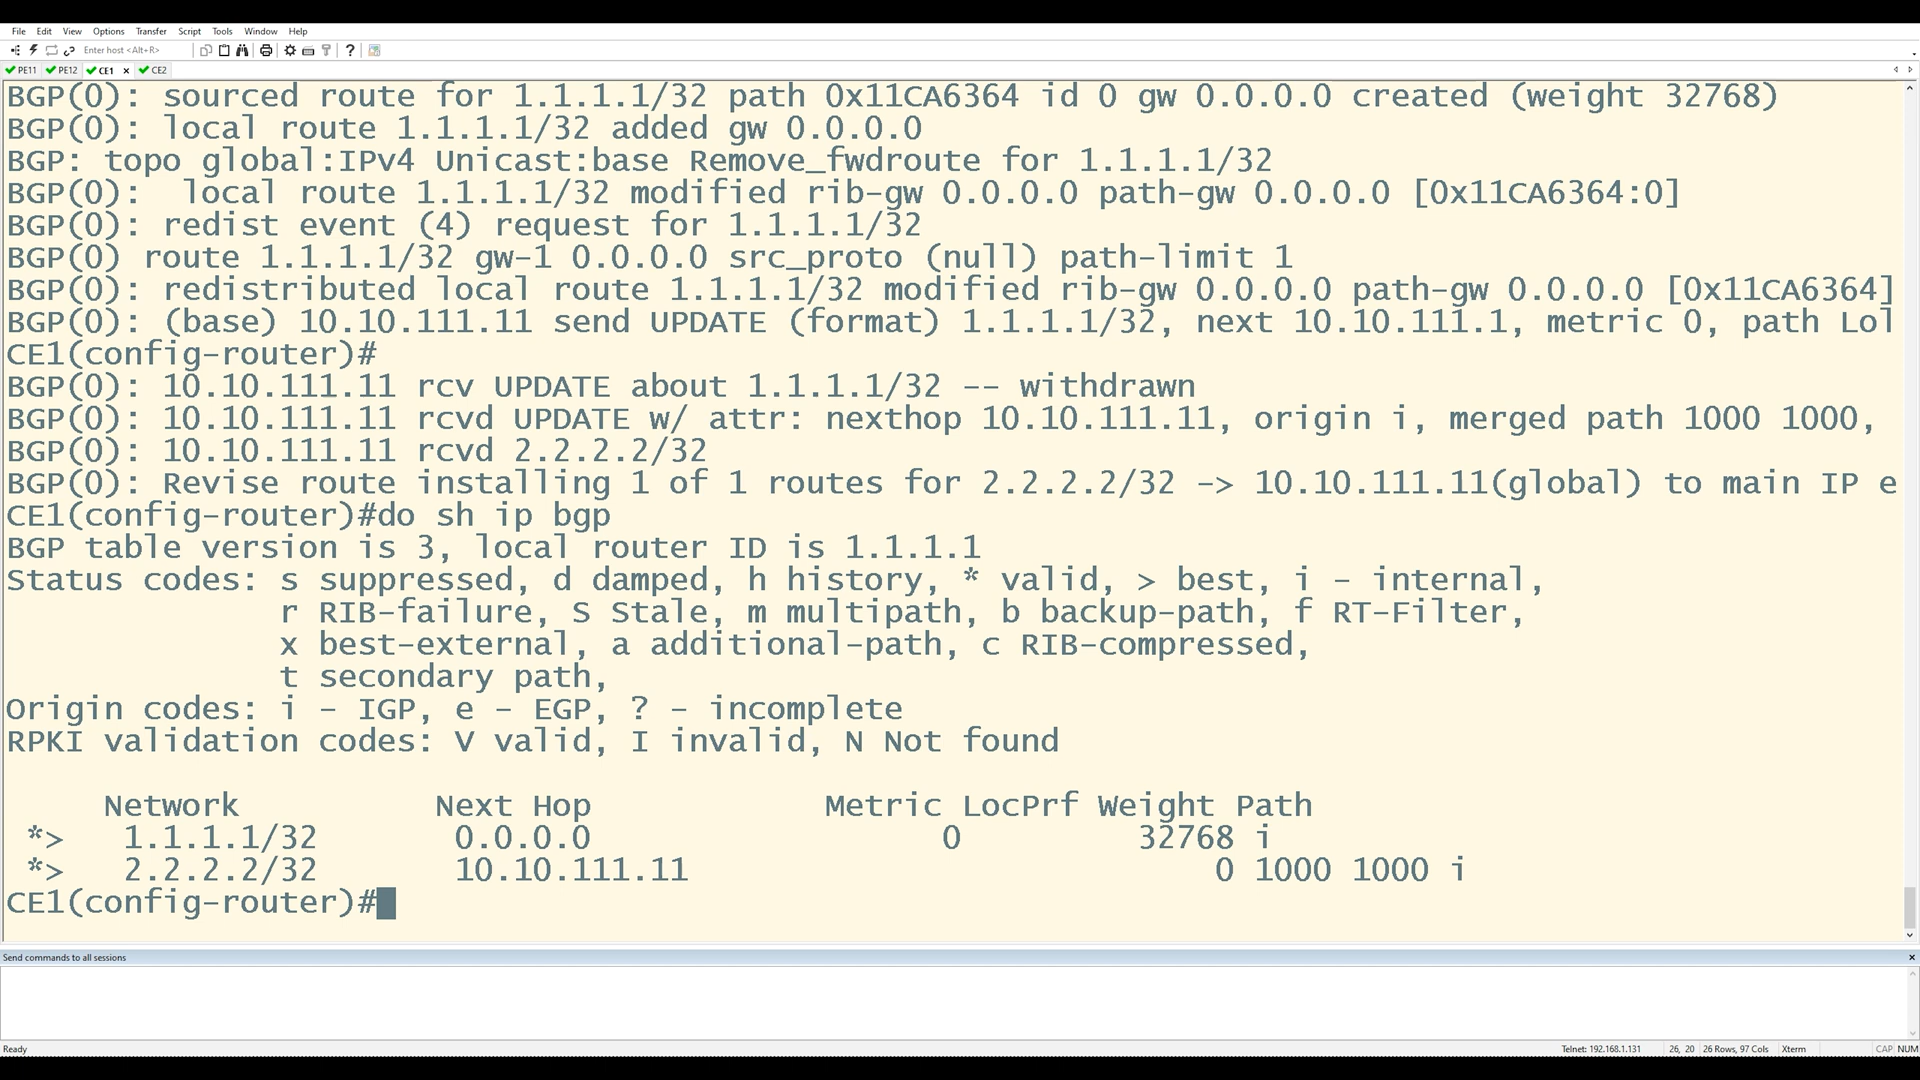 File Edit View Options Transfer Script Tools Window Help
Enter host <Alt+R>
PE11 PE12 CE1 × CE2
BGP(0): sourced route for 1.1.1.1/32 path 0x11CA6364 id 0 gw 0.0.0.0 created (weight 32768)
BGP(0): local route 1.1.1.1/32 added gw 0.0.0.0
BGP: topo global:IPv4 Unicast:base Remove_fwdroute for 1.1.1.1/32
BGP(0):  local route 1.1.1.1/32 modified rib-gw 0.0.0.0 path-gw 0.0.0.0 [0x11CA6364:0]
BGP(0): redist event (4) request for 1.1.1.1/32
BGP(0) route 1.1.1.1/32 gw-1 0.0.0.0 src_proto (null) path-limit 1
BGP(0): redistributed local route 1.1.1.1/32 modified rib-gw 0.0.0.0 path-gw 0.0.0.0 [0x11CA6364]
BGP(0): (base) 10.10.111.11 send UPDATE (format) 1.1.1.1/32, next 10.10.111.1, metric 0, path Lol
CE1(config-router)#
BGP(0): 10.10.111.11 rcv UPDATE about 1.1.1.1/32 -- withdrawn
BGP(0): 10.10.111.11 rcvd UPDATE w/ attr: nexthop 10.10.111.11, origin i, merged path 1000 1000,
BGP(0): 10.10.111.11 rcvd 2.2.2.2/32
BGP(0): Revise route installing 1 of 1 routes for 2.2.2.2/32 -> 10.10.111.11(global) to main IP e
CE1(config-router)#do sh ip bgp
BGP table version is 3, local router ID is 1.1.1.1
Status codes: s suppressed, d damped, h history, * valid, > best, i - internal,
              r RIB-failure, S Stale, m multipath, b backup-path, f RT-Filter,
              x best-external, a additional-path, c RIB-compressed,
              t secondary path,
Origin codes: i - IGP, e - EGP, ? - incomplete
RPKI validation codes: V valid, I invalid, N Not found
     Network          Next Hop            Metric LocPrf Weight Path
 *>   1.1.1.1/32       0.0.0.0                  0         32768 i
 *>   2.2.2.2/32       10.10.111.11                           0 1000 1000 i
CE1(config-router)#
Send commands to all sessions ×
Ready Telnet: 192.168.1.131 26, 20 26 Rows, 97 Cols Xterm CAP NUM